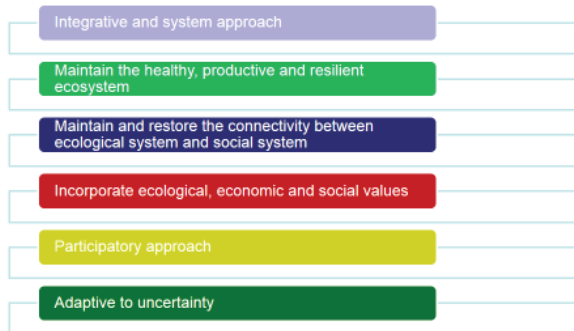 Integrative and system approach
Maintain the healthy, productive and resilient
ecosystem
Maintain and restore the connectivity between
ecological system and social system
Incorporate ecological, economic and social values
Participatory approach
Adaptive to uncertainty